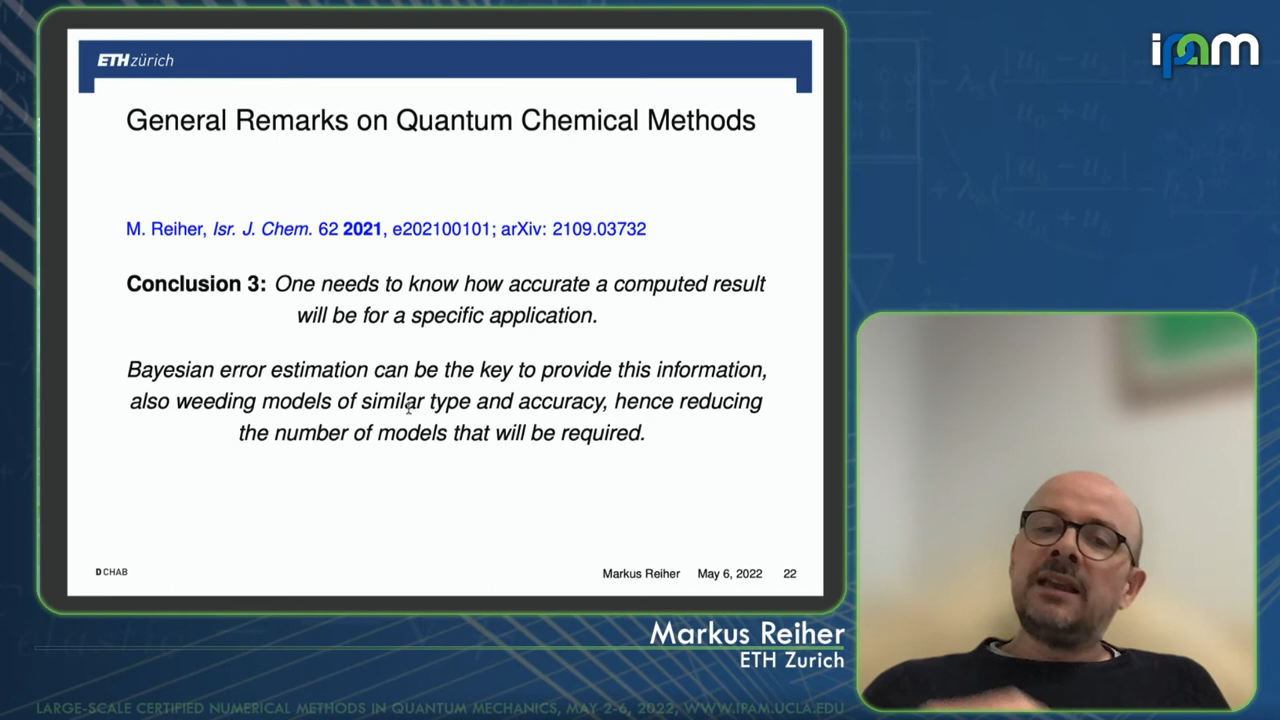 ETH zürich
ipam
General Remarks on Quantum Chemical Methods
M. Reiher, Isr. J. Chem. 62 2021, e202100101; arXiv: 2109.03732
Conclusion 3: One needs to know how accurate a computed result
will be for a specific application.
Bayesian error estimation can be the key to provide this information,
also weeding models of similar type and accuracy, hence reducing
the number of models that will be required.
D CHAB
Markus Reiher May 6, 2022 22
Markus Reiher
ETH Zurich
LARGE-SCALE CERTIFIED NUMERICAL METHODS IN QUANTUM MECHANICS, MAY 2-6, 2022, WWW.IPAM.UCLA.EDU